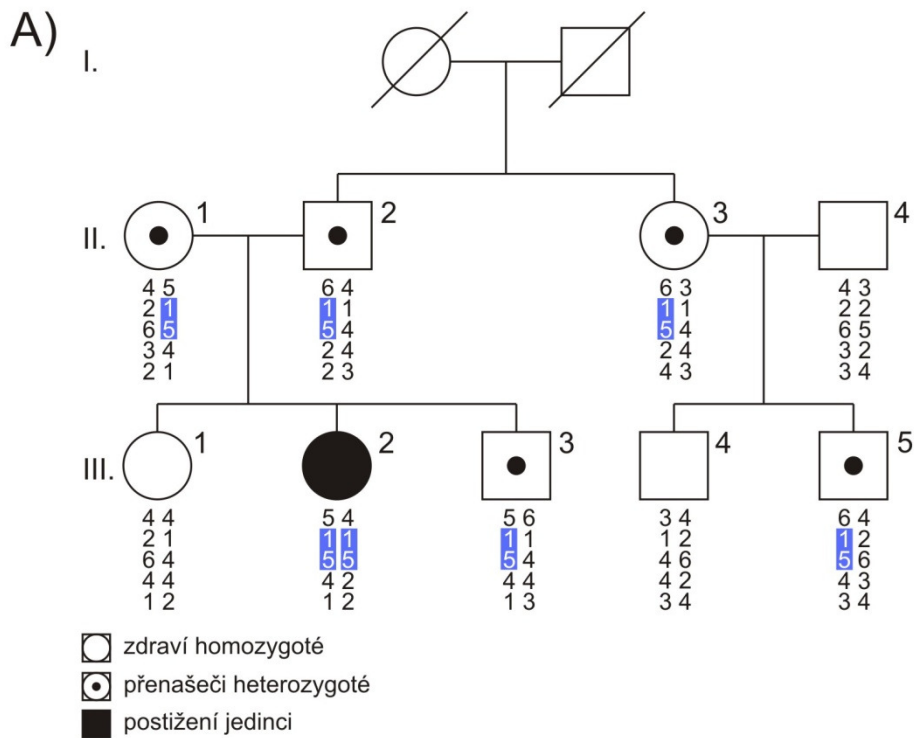 A)
I.
II. 1 2 3 4
4 5 6 4 6 3 4 3
2 1 1 1 1 1 2 2
6 5 5 4 5 4 6 5
3 4 2 4 2 4 3 2
2 1 2 3 4 3 3 4
III. 1 2 3 4 5
4 4 5 4 5 6 3 4 6 4
2 1 1 1 1 1 1 2 1 2
6 4 5 5 5 4 4 6 5 6
4 4 4 2 4 4 4 2 4 3
1 2 1 2 1 3 3 4 3 4
zdraví homozygoté
přenašeči heterozygoté
postižení jedinci